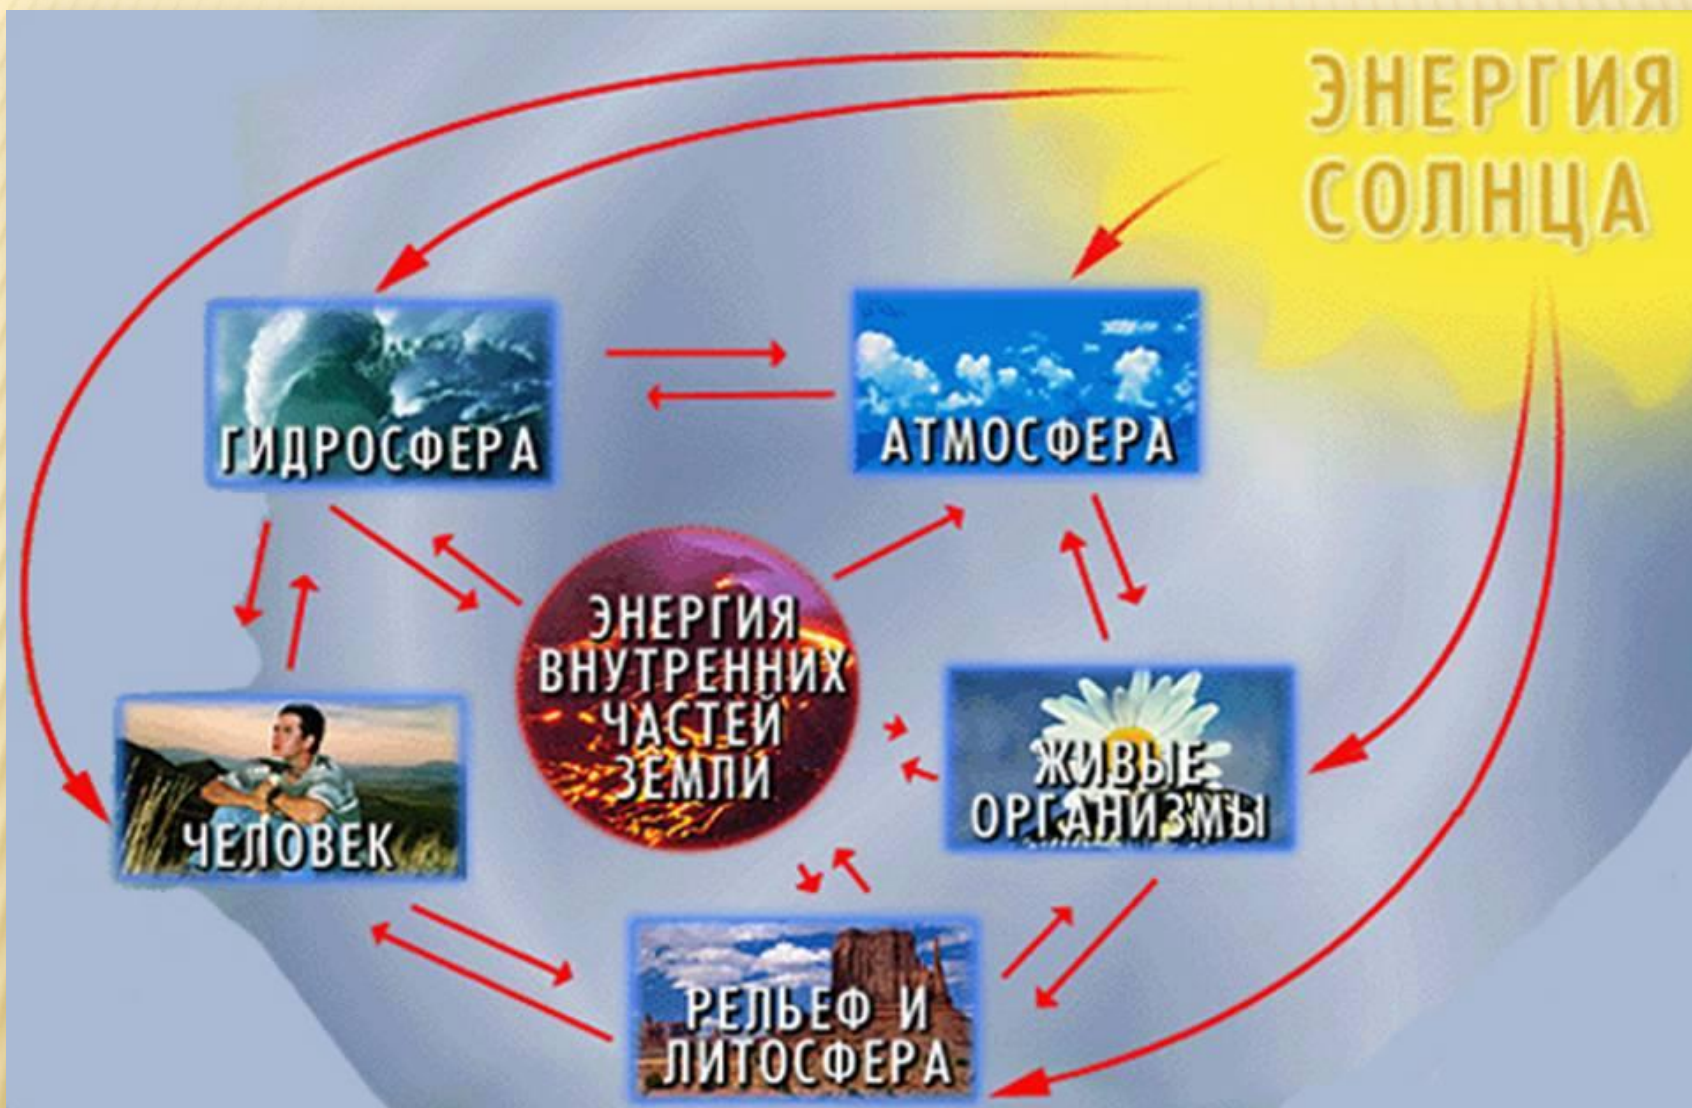 ЭНЕРГИЯ
СОЛНЦА
ГИДРОСФЕРА
АТМОСФЕРА
ЭНЕРГИЯ
ВНУТРЕННИХ
ЧАСТЕЙ
ЗЕМЛИ
ЖИВЫЕ
ОРГАНИЗМЫ
ЧЕЛОВЕК
РЕЛЬЕФ И
ЛИТОСФЕРА